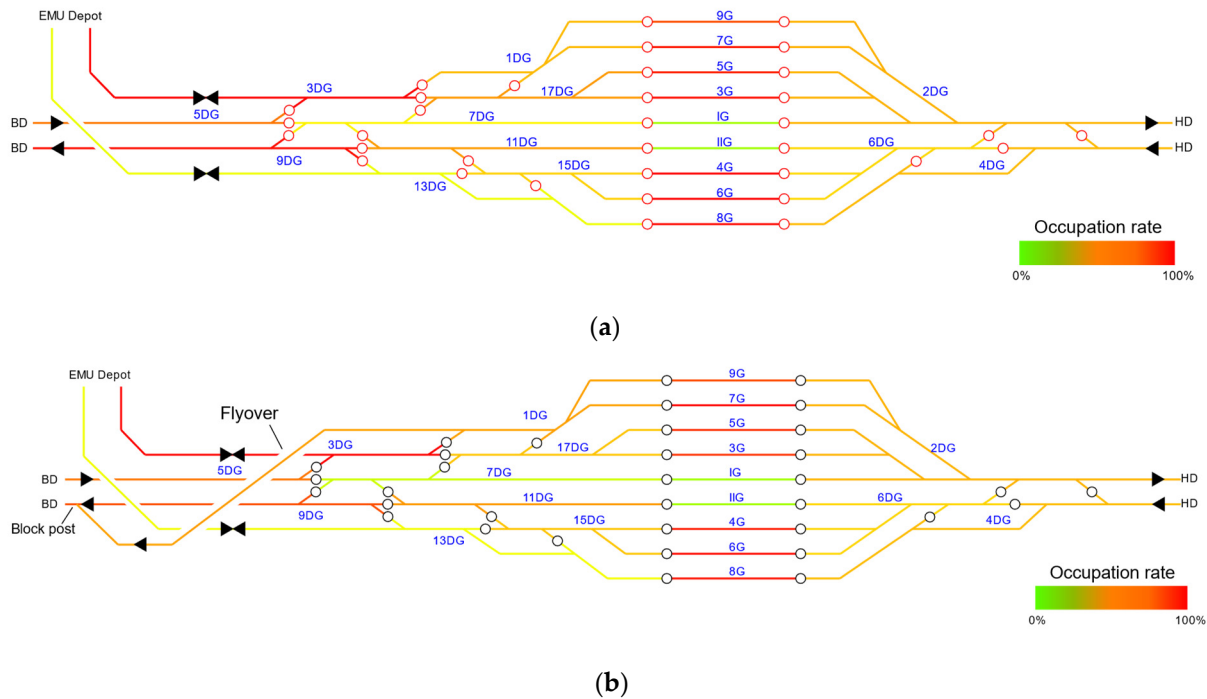 EMU Depot
9G
7G
1DG
5G
3DG
17DG
3G
2DG
5DG
BD
7DG
IG
HD
BD
11DG
IIG
6DG
HD
9DG
15DG
4G
4DG
13DG
6G
8G
Occupation rate
0% 100%
(a)
EMU Depot
9G
Flyover
7G
1DG
5G
3DG
17DG
3G
2DG
5DG
BD
7DG
IG
HD
BD
11DG
IIG
6DG
HD
Block post
9DG
15DG
4G
4DG
13DG
6G
8G
Occupation rate
0% 100%
(b)